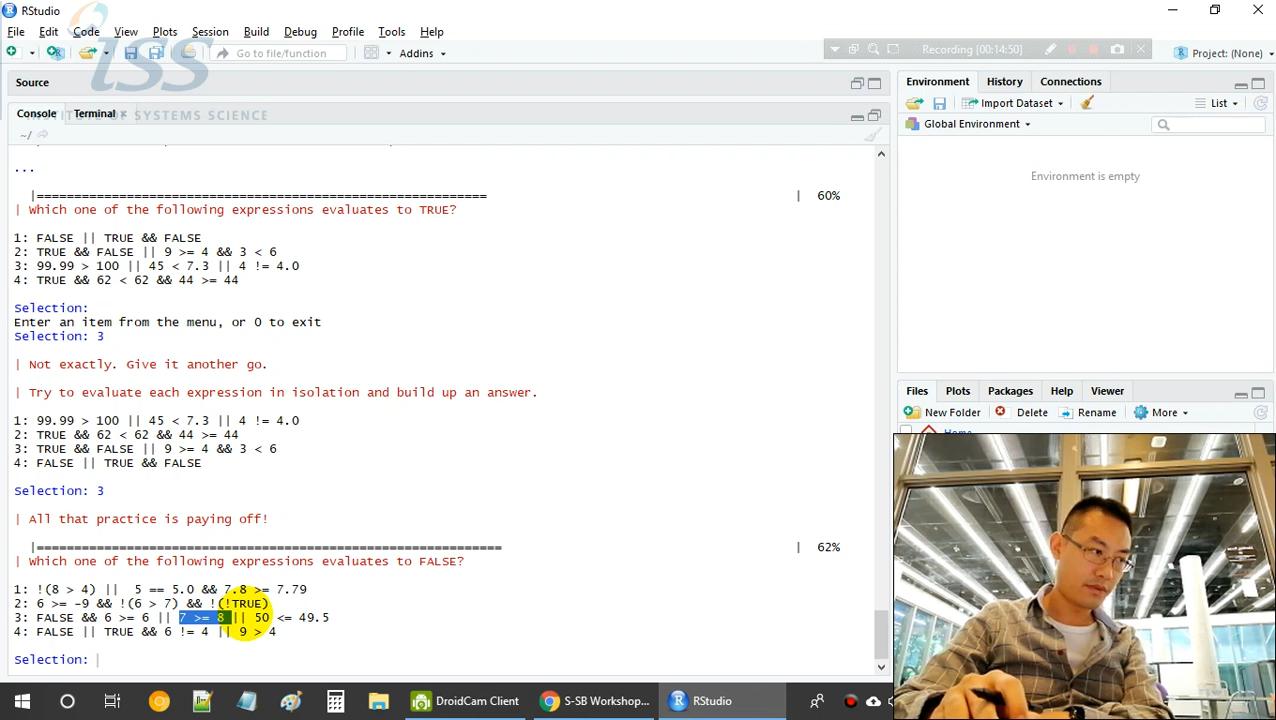 RStudio
File Edit Code View Plots Session Build Debug Profile Tools Help
Go to file/function
Addins
Recording (00:14:50)
Project: (None)
iss
INSTITUTE OF SYSTEMS SCIENCE
Source
Console Terminal
~/
...
|============================================================ | 60%
| Which one of the following expressions evaluates to TRUE?
1: FALSE || TRUE && FALSE
2: TRUE && FALSE || 9 >= 4 && 3 < 6
3: 99.99 > 100 || 45 < 7.3 || 4 != 4.0
4: TRUE && 62 < 62 && 44 >= 44
Selection:
Enter an item from the menu, or 0 to exit
Selection: 3
| Not exactly. Give it another go.
| Try to evaluate each expression in isolation and build up an answer.
1: 99.99 > 100 || 45 < 7.3 || 4 != 4.0
2: TRUE && 62 < 62 && 44 >= 44
3: TRUE && FALSE || 9 >= 4 && 3 < 6
4: FALSE || TRUE && FALSE
Selection: 3
| All that practice is paying off!
|============================================================== | 62%
| Which one of the following expressions evaluates to FALSE?
1: !(8 > 4) || 5 == 5.0 && 7.8 >= 7.79
2: 6 >= -9 && !(6 > 7) && !(!TRUE)
3: FALSE && 6 >= 6 || 7 >= 8 || 50 <= 49.5
4: FALSE || TRUE && 6 != 4 || 9 > 4
Selection:
Environment History Connections
Import Dataset
List
Global Environment
Environment is empty
Files Plots Packages Help Viewer
New Folder Delete Rename More
DroidCam Client
S-SB Workshop...
RStudio